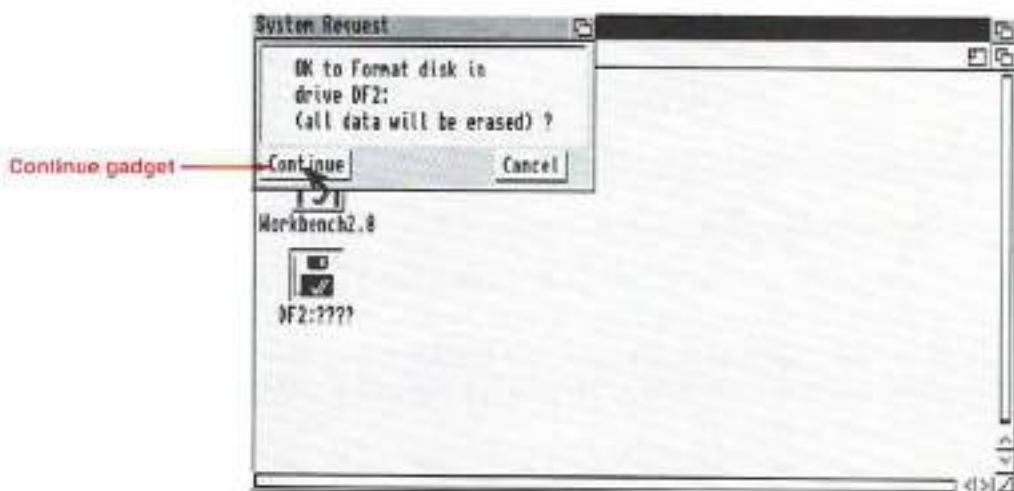 System Request
OK to Format disk in
drive DF2:
(all data will be erased) ?
Continue gadget
Continue
Cancel
Workbench2.0
DF2:????